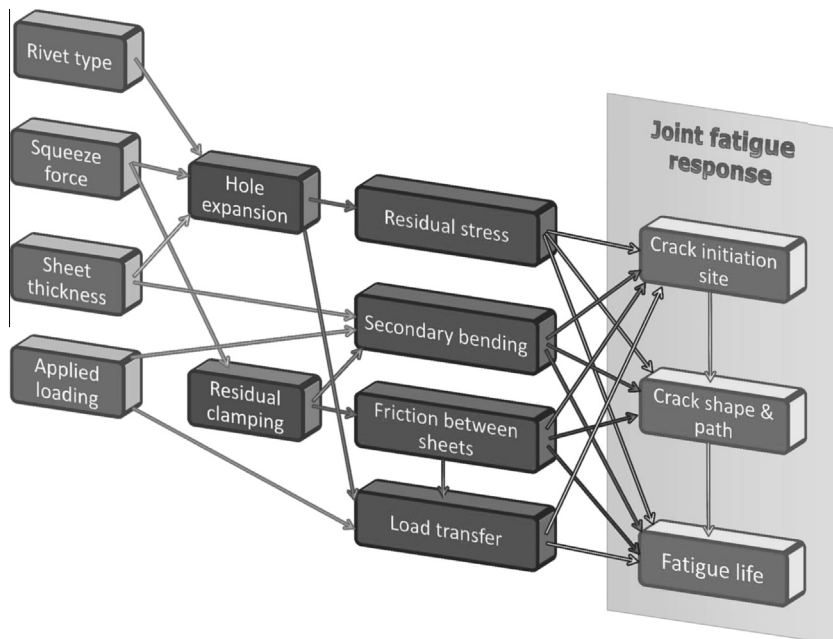 Rivet type
Squeeze
force
Sheet
thickness
Applied
loading
Hole
expansion
Residual
clamping
Residual stress
Secondary bending
Friction between
sheets
Load transfer
Joint fatigue
response
Crack initiation
site
Crack shape &
path
Fatigue life